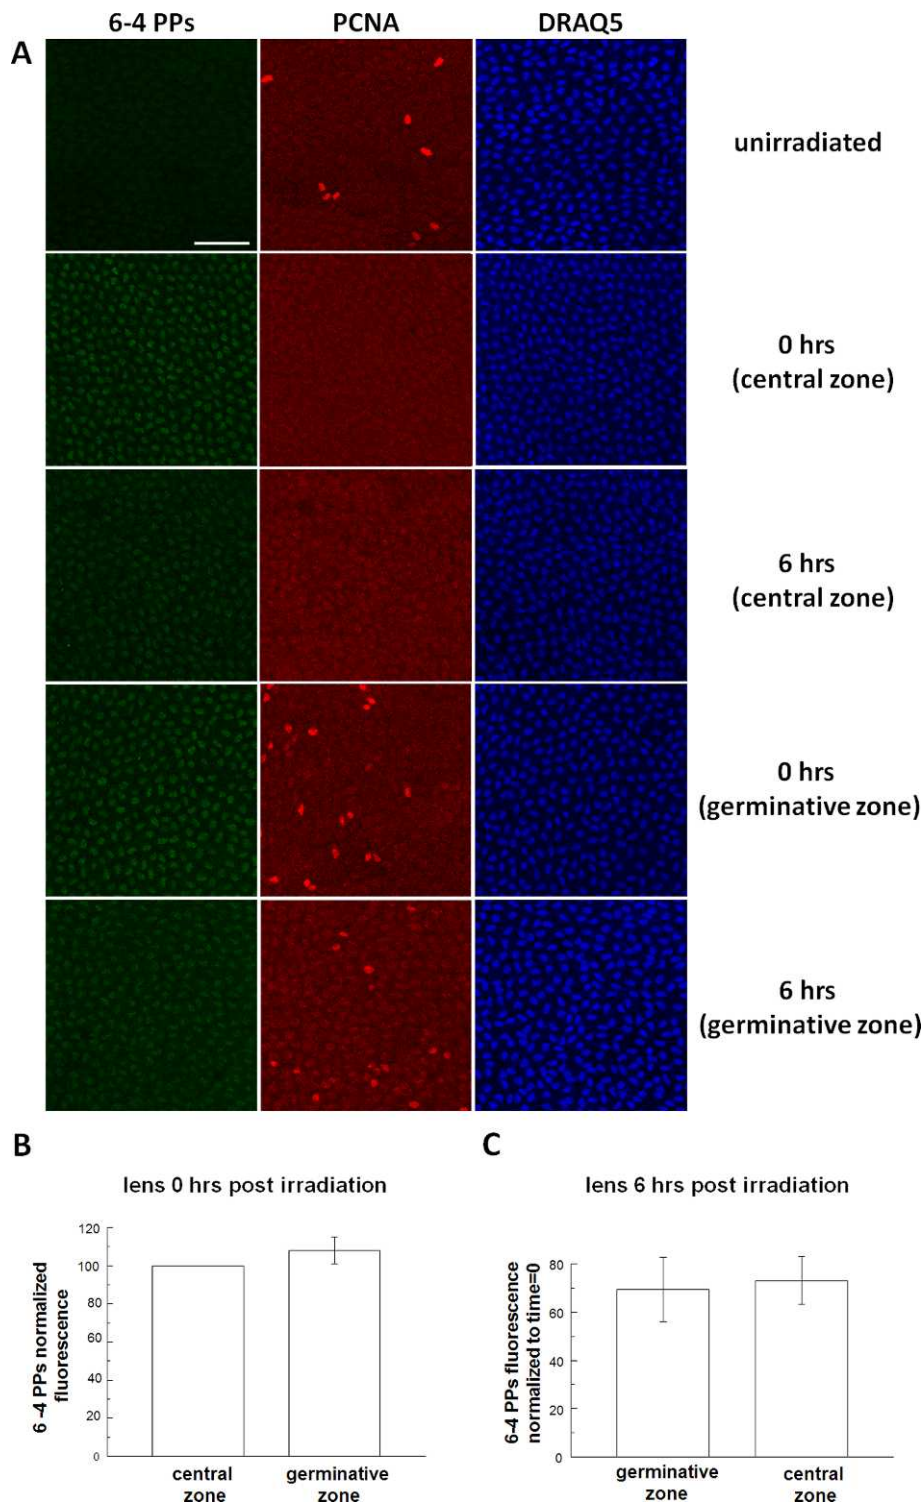 6-4 PPs PCNA DRAQ5
A
unirradiated
0 hrs
(central zone)
6 hrs
(central zone)
0 hrs
(germinative zone)
6 hrs
(germinative zone)
B
lens 0 hrs post irradiation
6-4 PPs normalized
fluorescence
120
100
80
60
40
20
0
central
zone
germinative
zone
C
lens 6 hrs post irradiation
6-4 PPs fluorescence
normalized to time=0
80
60
40
20
0
germinative
zone
central
zone